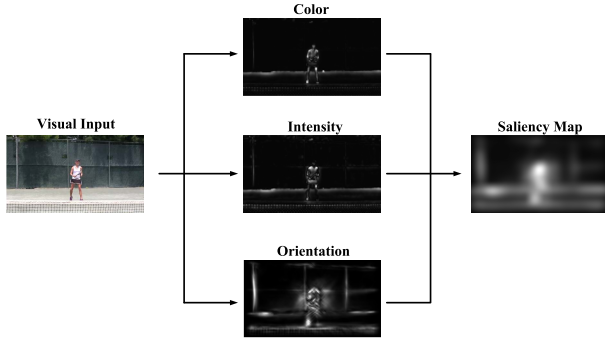 Color
Visual Input
Intensity
Saliency Map
Orientation